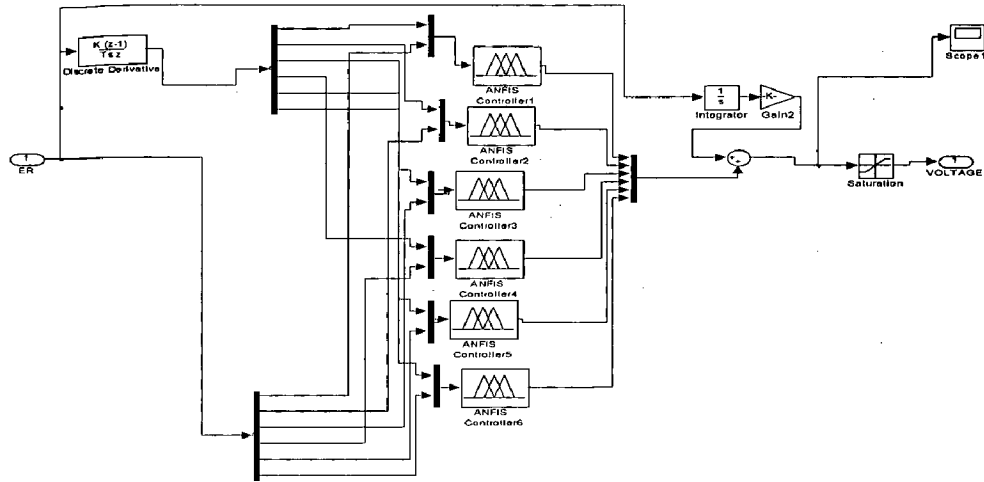 K (z-1)
Ts z
Discrete Derivative
1
ER
ANFIS
Controller1
ANFIS
Controller2
ANFIS
Controller3
ANFIS
Controller4
ANFIS
Controller5
ANFIS
Controller6
1
s
Integrator
-K-
Gain2
Scope1
Saturation
1
VOLTAGE